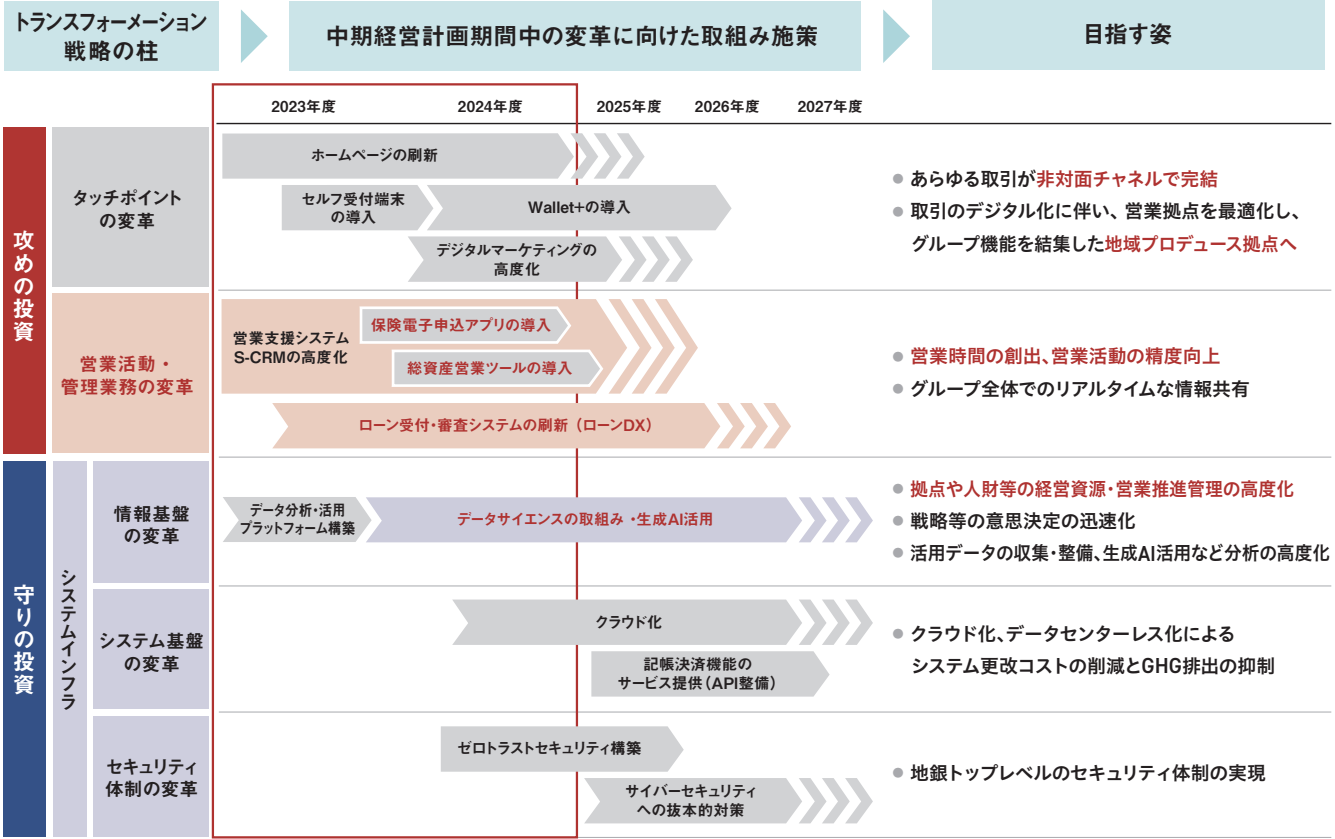 トランスフォーメーション
戦略の柱
中期経営計画期間中の変革に向けた取組み施策
目指す姿
2023年度
2024年度
2025年度
2026年度
2027年度
攻めの投資
タッチポイント
の変革
ホームページの刷新
セルフ受付端末
の導入
Wallet+の導入
デジタルマーケティングの
高度化
● あらゆる取引が非対面チャネルで完結
● 取引のデジタル化に伴い、営業拠点を最適化し、
グループ機能を結集した地域プロデュース拠点へ
営業活動・
管理業務の変革
営業支援システム
S-CRMの高度化
保険電子申込アプリの導入
総資産営業ツールの導入
ローン受付・審査システムの刷新（ローンDX）
● 営業時間の創出、営業活動の精度向上
● グループ全体でのリアルタイムな情報共有
守りの投資
システムインフラ
情報基盤
の変革
データ分析・活用
プラットフォーム構築
データサイエンスの取組み・生成AI活用
● 拠点や人財等の経営資源・営業推進管理の高度化
● 戦略等の意思決定の迅速化
● 活用データの収集・整備、生成AI活用など分析の高度化
システム基盤
の変革
クラウド化
記帳決済機能の
サービス提供（API整備）
● クラウド化、データセンターレス化による
システム更改コストの削減とGHG排出の抑制
セキュリティ
体制の変革
ゼロトラストセキュリティ構築
サイバーセキュリティ
への抜本的対策
● 地銀トップレベルのセキュリティ体制の実現